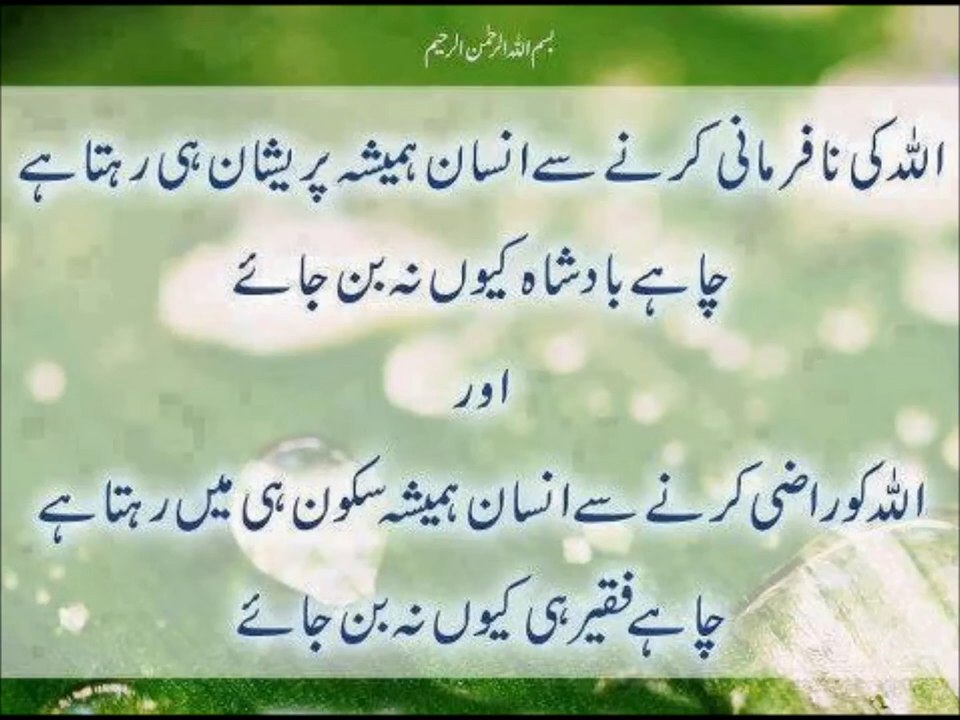 بسم اللہ الرحمن الرحیم
اللہ کی نافرمانی کرنے سے انسان ہمیشہ پریشان ہی رہتا ہے
چاہے بادشاہ کیوں نہ بن جائے
اور
اللہ کو راضی کرنے سے انسان ہمیشہ سکون ہی میں رہتا ہے
چاہے فقیر ہی کیوں نہ بن جائے